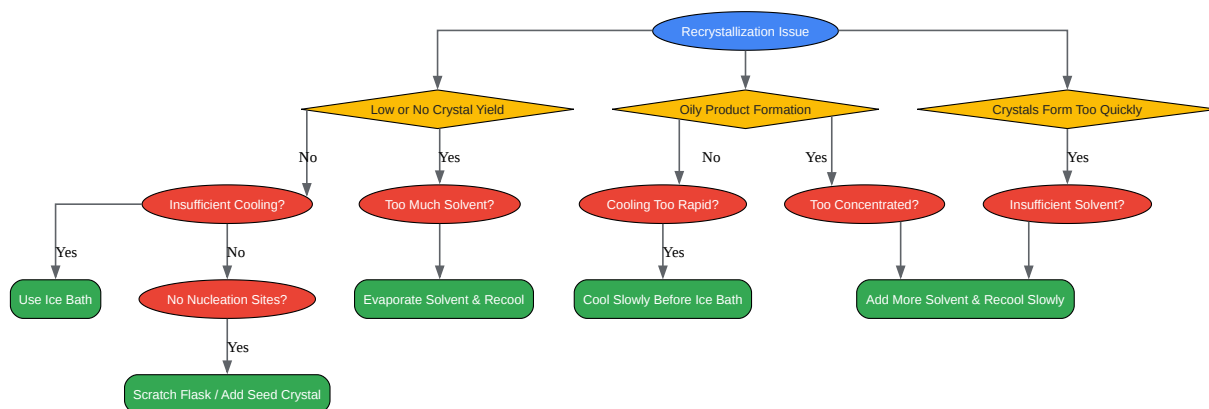 Recrystallization Issue
Low or No Crystal Yield
Oily Product Formation
Crystals Form Too Quickly
No
Yes
No
Yes
Yes
Insufficient Cooling?
Too Much Solvent?
Cooling Too Rapid?
Too Concentrated?
Insufficient Solvent?
Yes
No
Yes
Use Ice Bath
No Nucleation Sites?
Evaporate Solvent & Recool
Cool Slowly Before Ice Bath
Add More Solvent & Recool Slowly
Yes
Scratch Flask / Add Seed Crystal